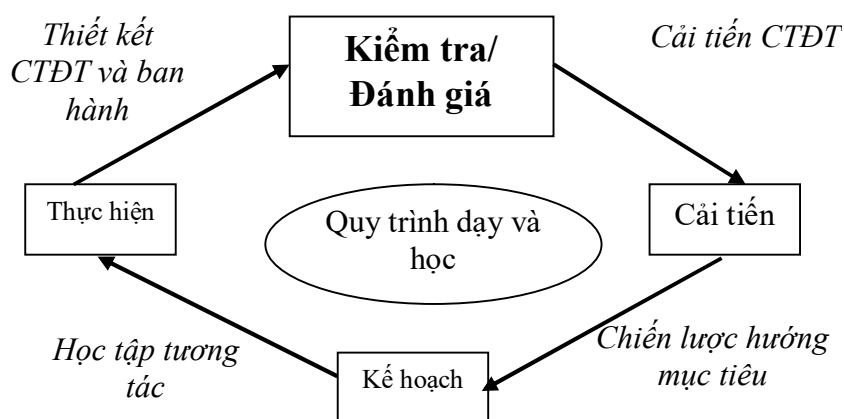 Thiết kết
CTĐT và ban
hành
Kiểm tra/
Đánh giá
Cải tiến CTĐT
Thực hiện
Quy trình dạy và
học
Cải tiến
Học tập tương
tác
Kế hoạch
Chiến lược hướng
mục tiêu